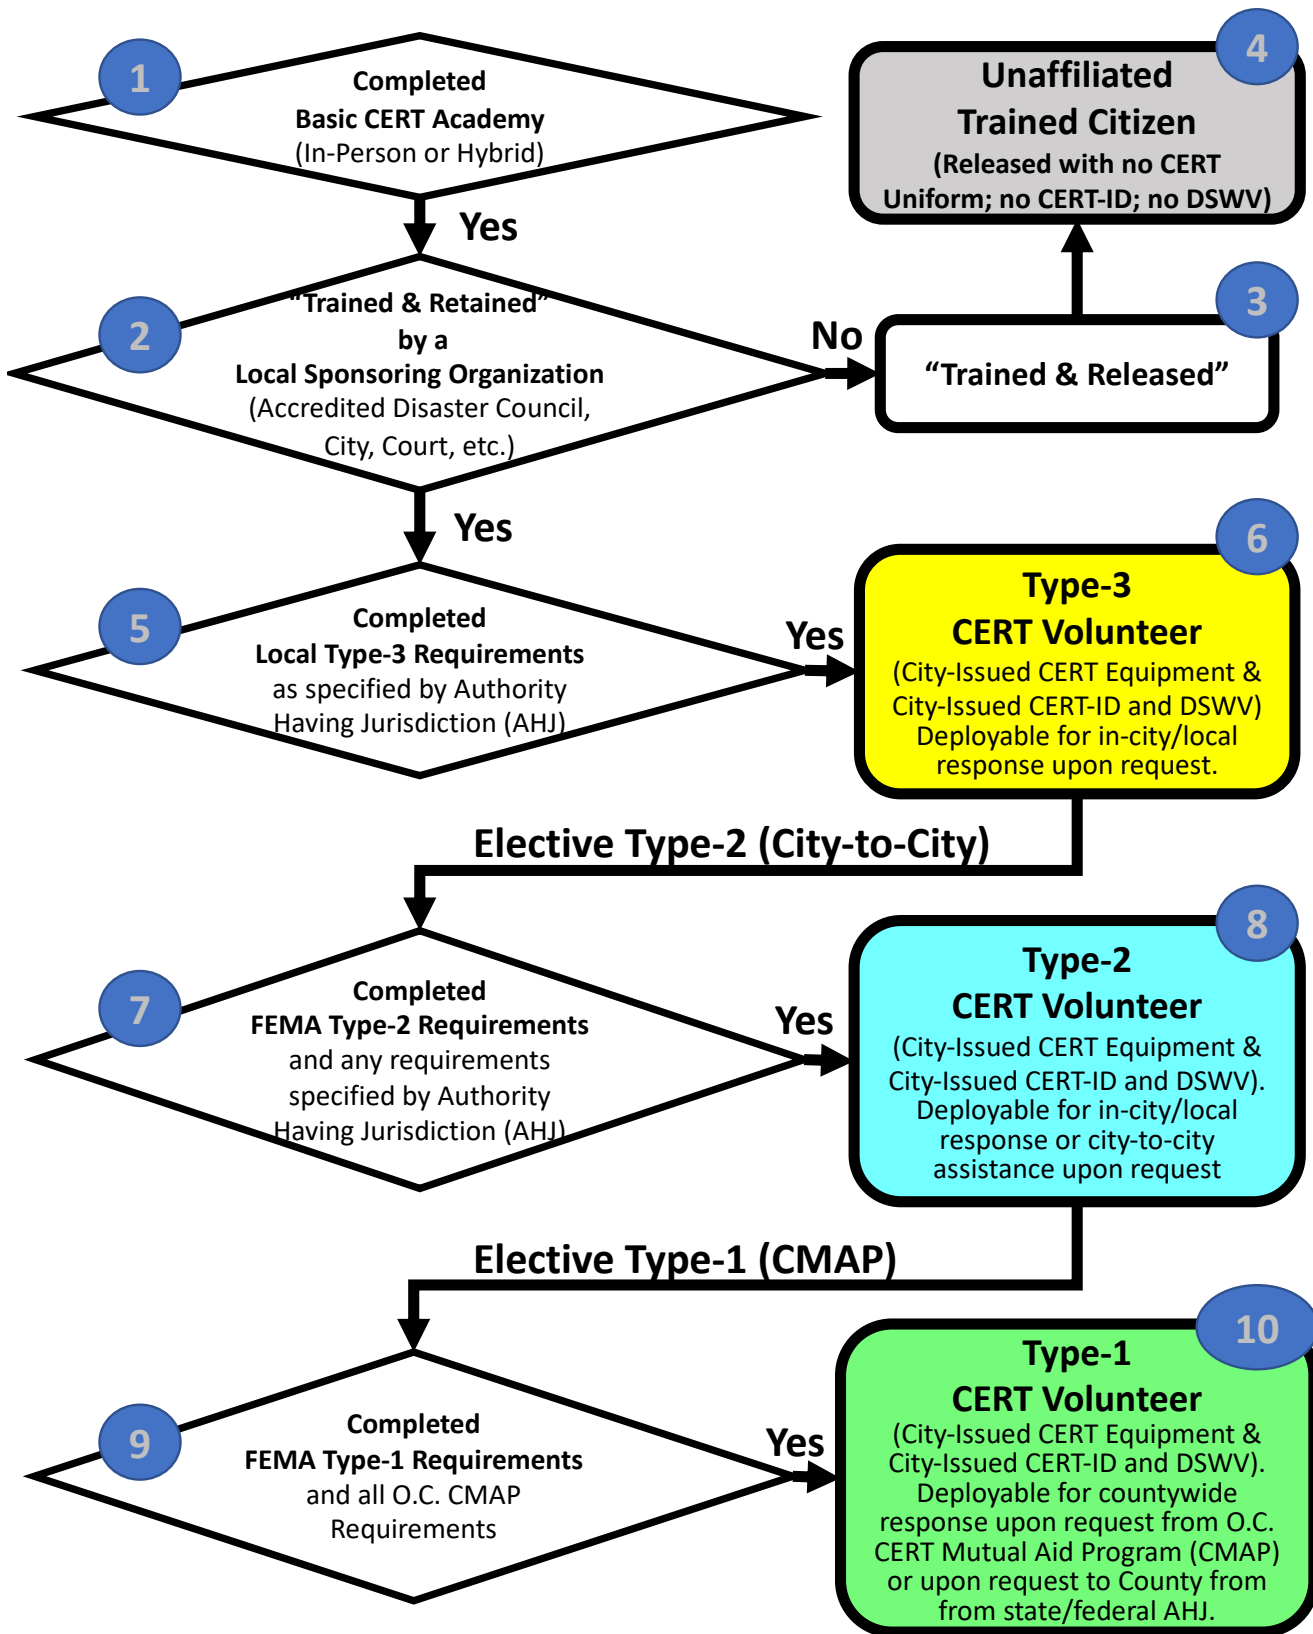 1
Completed
Basic CERT Academy
(In-Person or Hybrid)
Yes
4
Unaffiliated
Trained Citizen
(Released with no CERT
Uniform; no CERT-ID; no DSWV)
2
"Trained & Retained”
by a
Local Sponsoring Organization
(Accredited Disaster Council,
City, Court, etc.)
No
3
“Trained & Released”
Yes
5
Completed
Local Type-3 Requirements
as specified by Authority
Having Jurisdiction (AHJ)
Yes
6
Type-3
CERT Volunteer
(City-Issued CERT Equipment &
City-Issued CERT-ID and DSWV)
Deployable for in-city/local
response upon request.
Elective Type-2 (City-to-City)
7
Completed
FEMA Type-2 Requirements
and any requirements
specified by Authority
Having Jurisdiction (AHJ)
Yes
8
Type-2
CERT Volunteer
(City-Issued CERT Equipment &
City-Issued CERT-ID and DSWV).
Deployable for in-city/local
response or city-to-city
assistance upon request
Elective Type-1 (CMAP)
9
Completed
FEMA Type-1 Requirements
and all O.C. CMAP
Requirements
Yes
10
Type-1
CERT Volunteer
(City-Issued CERT Equipment &
City-Issued CERT-ID and DSWV).
Deployable for countywide
response upon request from O.C.
CERT Mutual Aid Program (CMAP)
or upon request to County from
from state/federal AHJ.